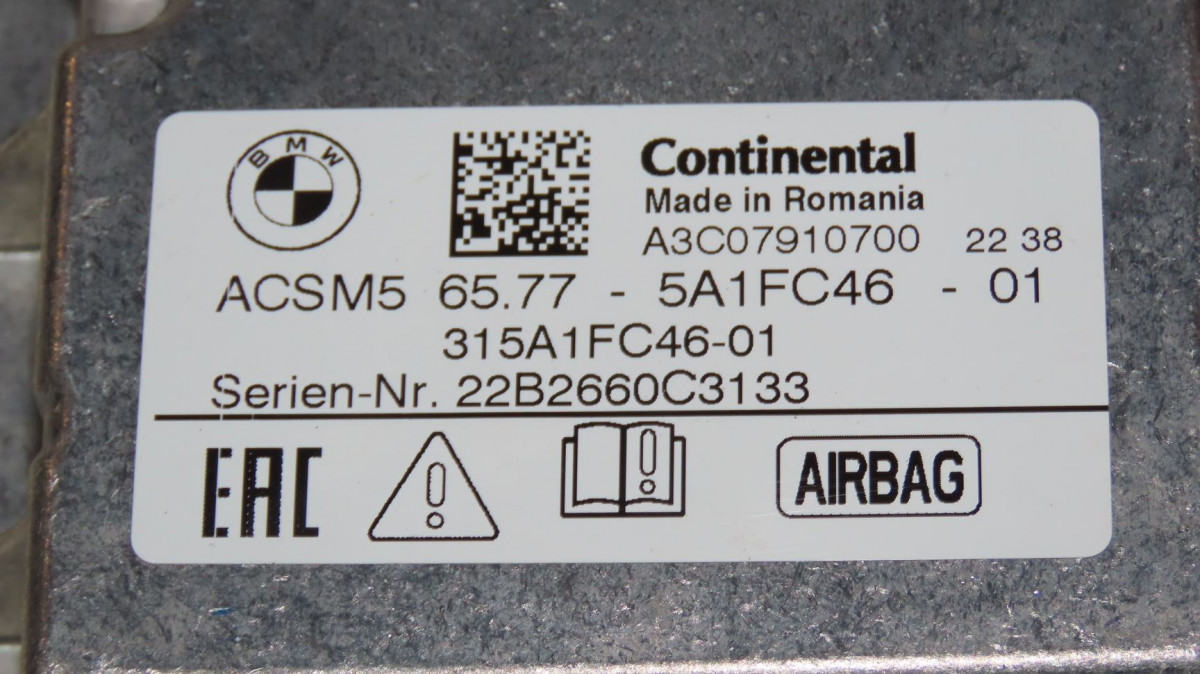 BMW
Continental
Made in Romania
A3C07910700 22 38
ACSM5 65.77 - 5A1FC46 - 01
315A1FC46-01
Serien-Nr. 22B2660C3133
EAC
AIRBAG